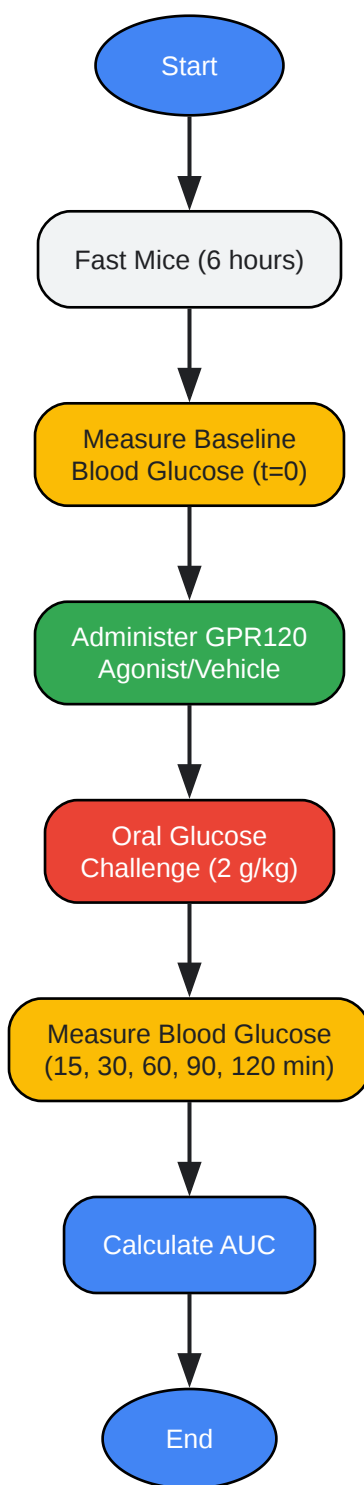 Start
Fast Mice (6 hours)
Measure Baseline
Blood Glucose (t=0)
Administer GPR120
Agonist/Vehicle
Oral Glucose
Challenge (2 g/kg)
Measure Blood Glucose
(15, 30, 60, 90, 120 min)
Calculate AUC
End